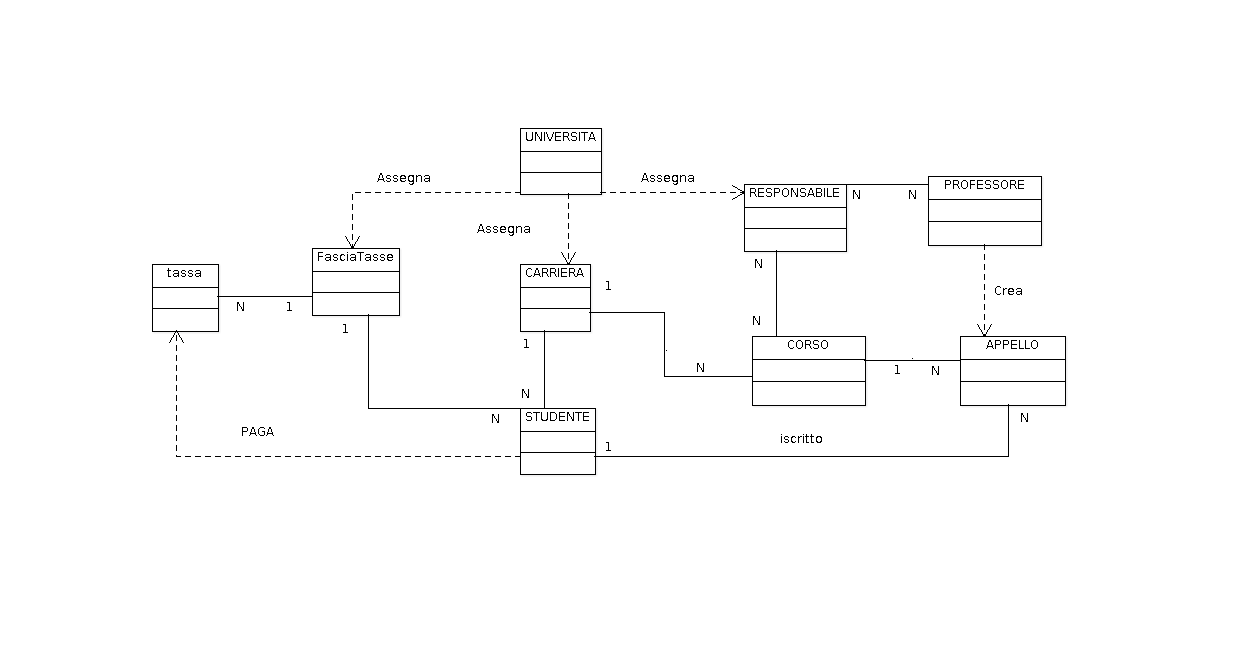 UNIVERSITA
Assegna
Assegna
RESPONSABILE
N
N
PROFESSORE
Assegna
FasciaTasse
tassa
N
1
1
CARRIERA
1
1
N
N
N
Crea
CORSO
1
N
APPELLO
N
N
STUDENTE
N
PAGA
1
iscritto
N